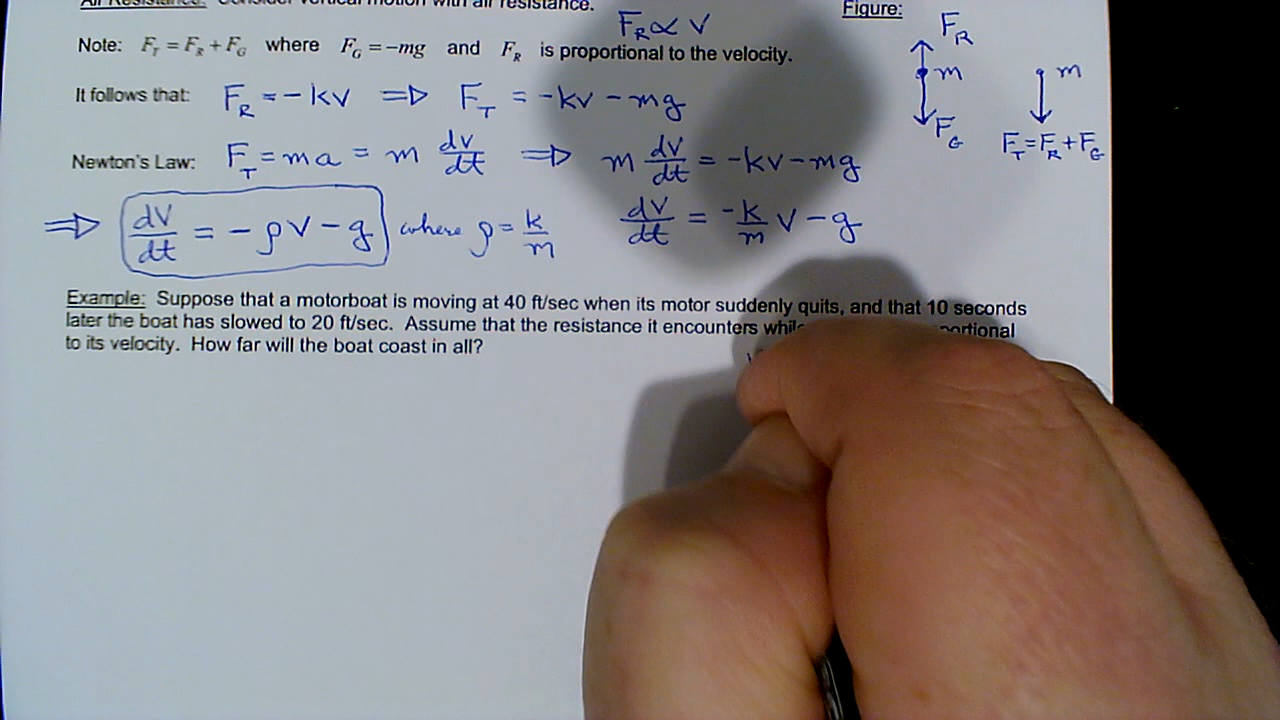 Air Resistance: Consider vertical motion with air resistance.
Figure:
F_R ∝ V
F_R
Note: F_T = F_R + F_G where F_G = -mg and F_R is proportional to the velocity.
m
m
It follows that: F_R = -kv ⇒ F_T = -kv - mg
F_G
F_T = F_R + F_G
Newton's Law: F_T = ma = m dv/dt ⇒ m dv/dt = -kv - mg
⇒ dv/dt = -ρv - g where ρ = k/m
dv/dt = -k/m v - g
Example: Suppose that a motorboat is moving at 40 ft/sec when its motor suddenly quits, and that 10 seconds
later the boat has slowed to 20 ft/sec. Assume that the resistance it encounters
to its velocity. How far will the boat coast in all?